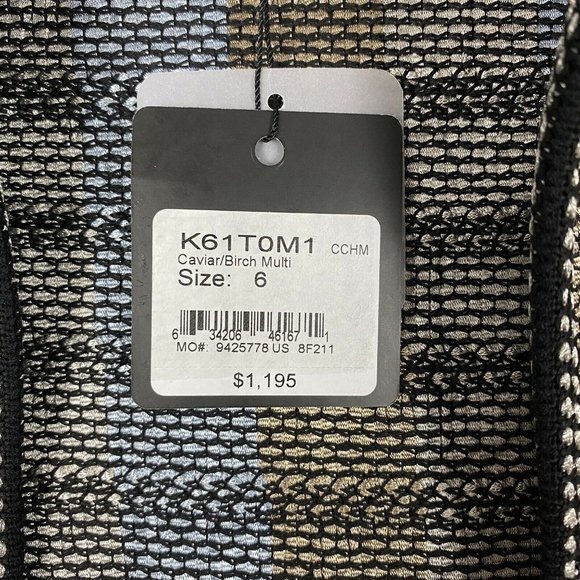 K61T0M1 CCHM
Caviar/Birch Multi
Size: 6
6 34206 46167 1
MO#: 9425778 US 8F211
$1,195